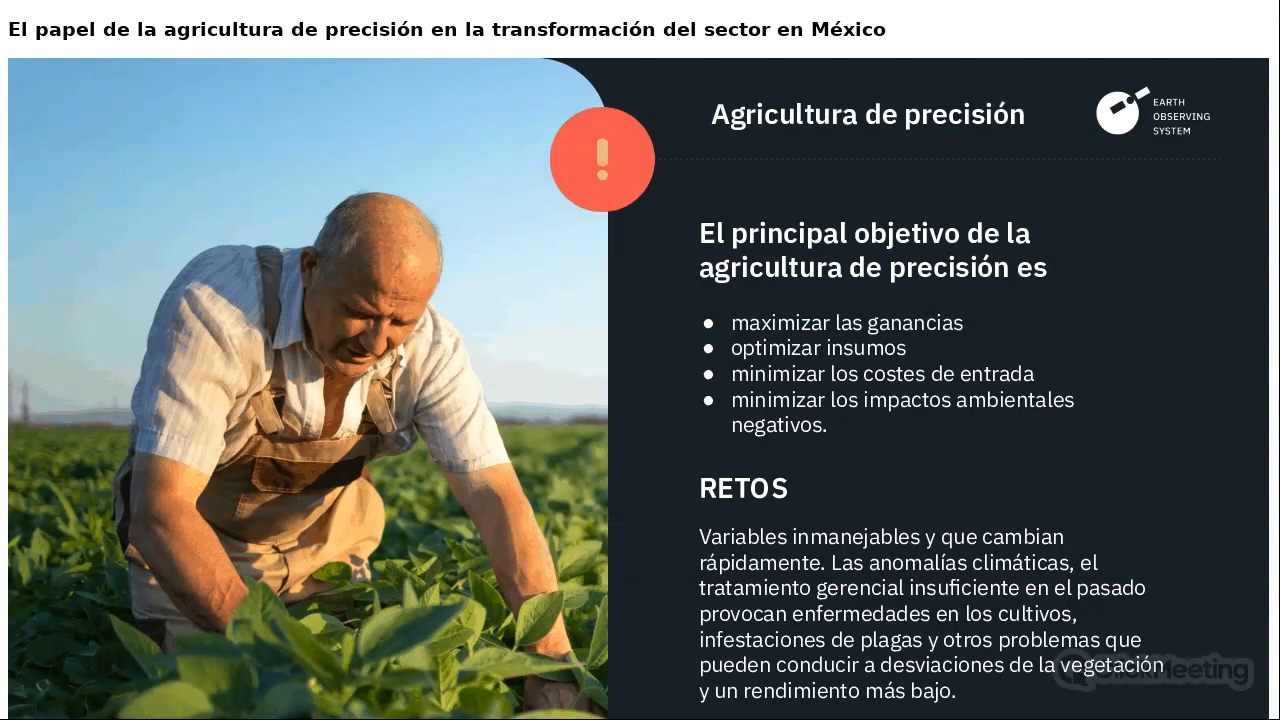 El papel de la agricultura de precisión en la transformación del sector en México
Agricultura de precisión
EARTH
OBSERVING
SYSTEM
El principal objetivo de la
agricultura de precisión es
● maximizar las ganancias
● optimizar insumos
● minimizar los costes de entrada
● minimizar los impactos ambientales
negativos.
RETOS
Variables inmanejables y que cambian
rápidamente. Las anomalías climáticas, el
tratamiento gerencial insuficiente en el pasado
provocan enfermedades en los cultivos,
infestaciones de plagas y otros problemas que
pueden conducir a desviaciones de la vegetación
y un rendimiento más bajo.
ClickMeeting